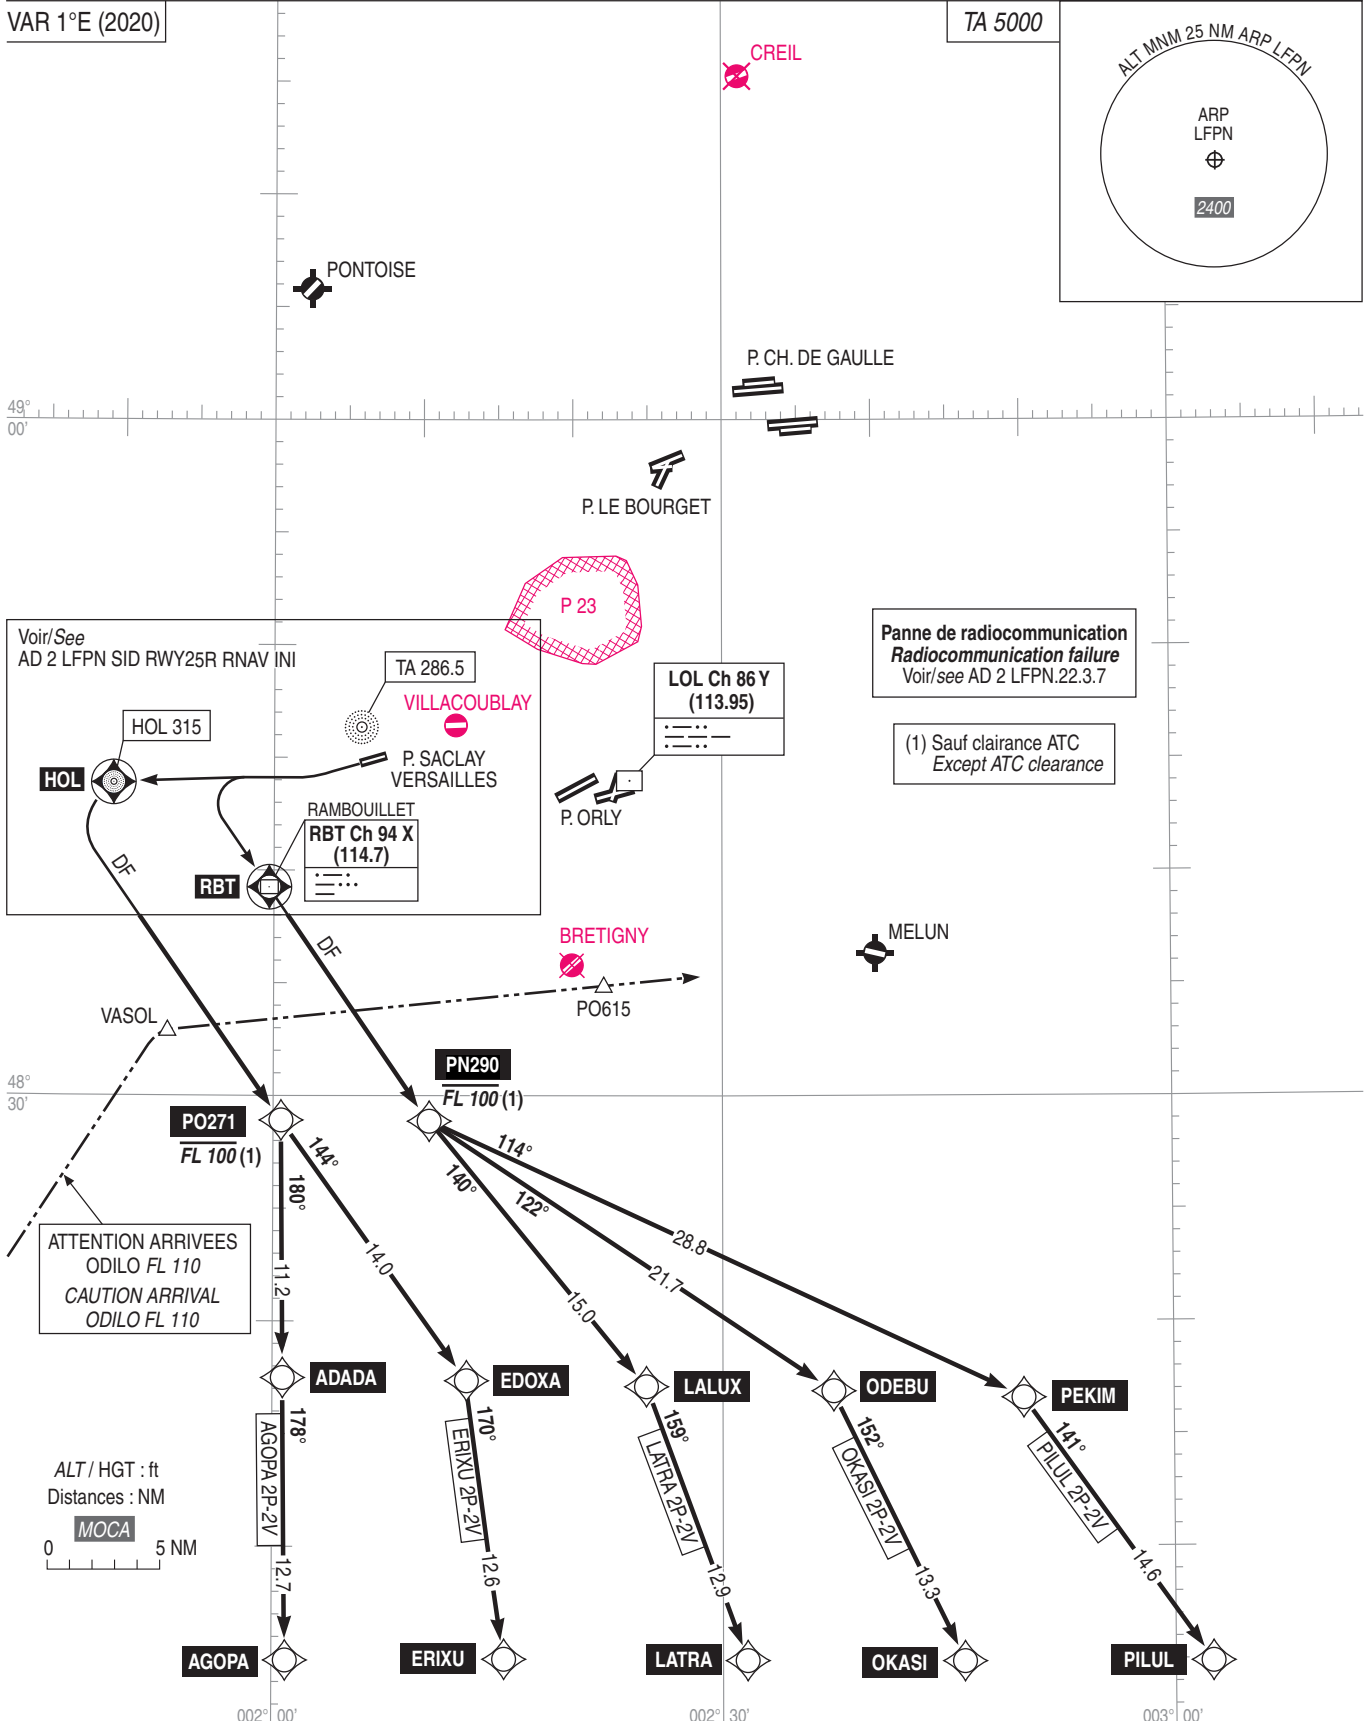 VAR 1°E (2020)
TA 5000
ALT MNM 25 NM ARP LFPN
ARP
LFPN
2400
CREIL
PONTOISE
P. CH. DE GAULLE
49°
00'
P. LE BOURGET
P 23
Voir/See
AD 2 LFPN SID RWY25R RNAV INI
TA 286.5
VILLACOUBLAY
HOL 315
HOL
P. SACLAY
VERSAILLES
RAMBOUILLET
RBT Ch 94 X
(114.7)
RBT
DF
DF
LOL Ch 86 Y
(113.95)
P. ORLY
Panne de radiocommunication
Radiocommunication failure
Voir/see AD 2 LFPN.22.3.7
(1) Sauf clairance ATC
Except ATC clearance
BRETIGNY
MELUN
VASOL
PO615
48°
30'
PN290
FL 100 (1)
PO271
FL 100 (1)
144°
180°
140°
114°
122°
ATTENTION ARRIVEES
ODILO FL 110
CAUTION ARRIVAL
ODILO FL 110
11.2
14.0
15.0
21.7
28.8
ADADA
EDOXA
LALUX
ODEBU
PEKIM
178°
170°
159°
152°
141°
AGOPA 2P-2V
ERIXU 2P-2V
LATRA 2P-2V
OKASI 2P-2V
PILUL 2P-2V
ALT / HGT : ft
Distances : NM
MOCA
0 5 NM
12.7
12.6
12.9
13.3
14.6
AGOPA
ERIXU
LATRA
OKASI
PILUL
002° 00'
002° 30'
003° 00'